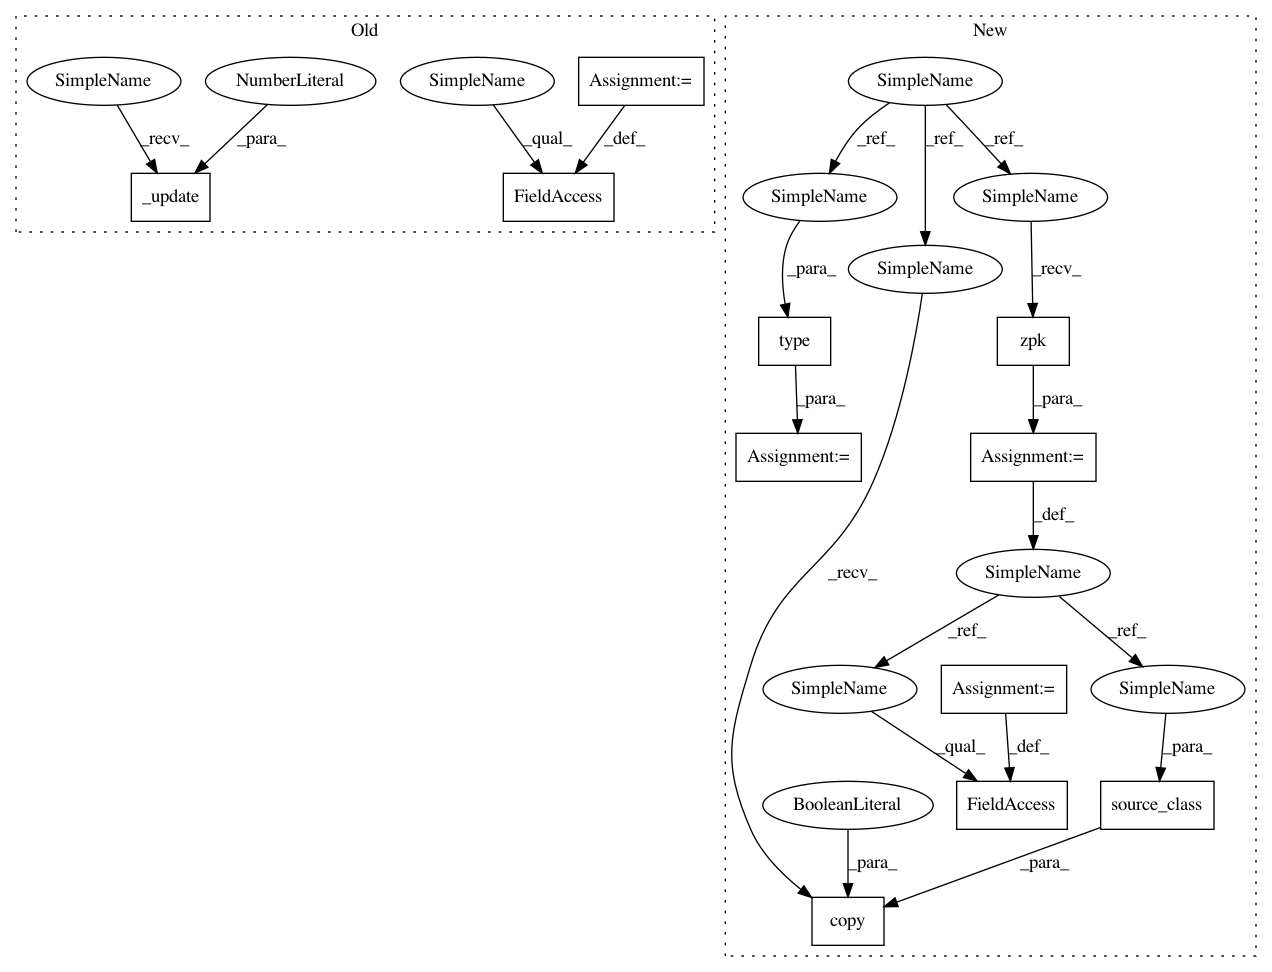 Old
New
SimpleName
NumberLiteral
SimpleName
Assignment:=
SimpleName
_recv_
_para_
_qual_
_def_
_ref_
_ref_
_ref_
_update
FieldAccess
SimpleName
SimpleName
SimpleName
_para_
_recv_
type
zpk
_para_
_para_
Assignment:=
Assignment:=
_def_
_recv_
SimpleName
_ref_
_ref_
SimpleName
Assignment:=
SimpleName
_qual_
_def_
_para_
BooleanLiteral
FieldAccess
source_class
_para_
_para_
copy